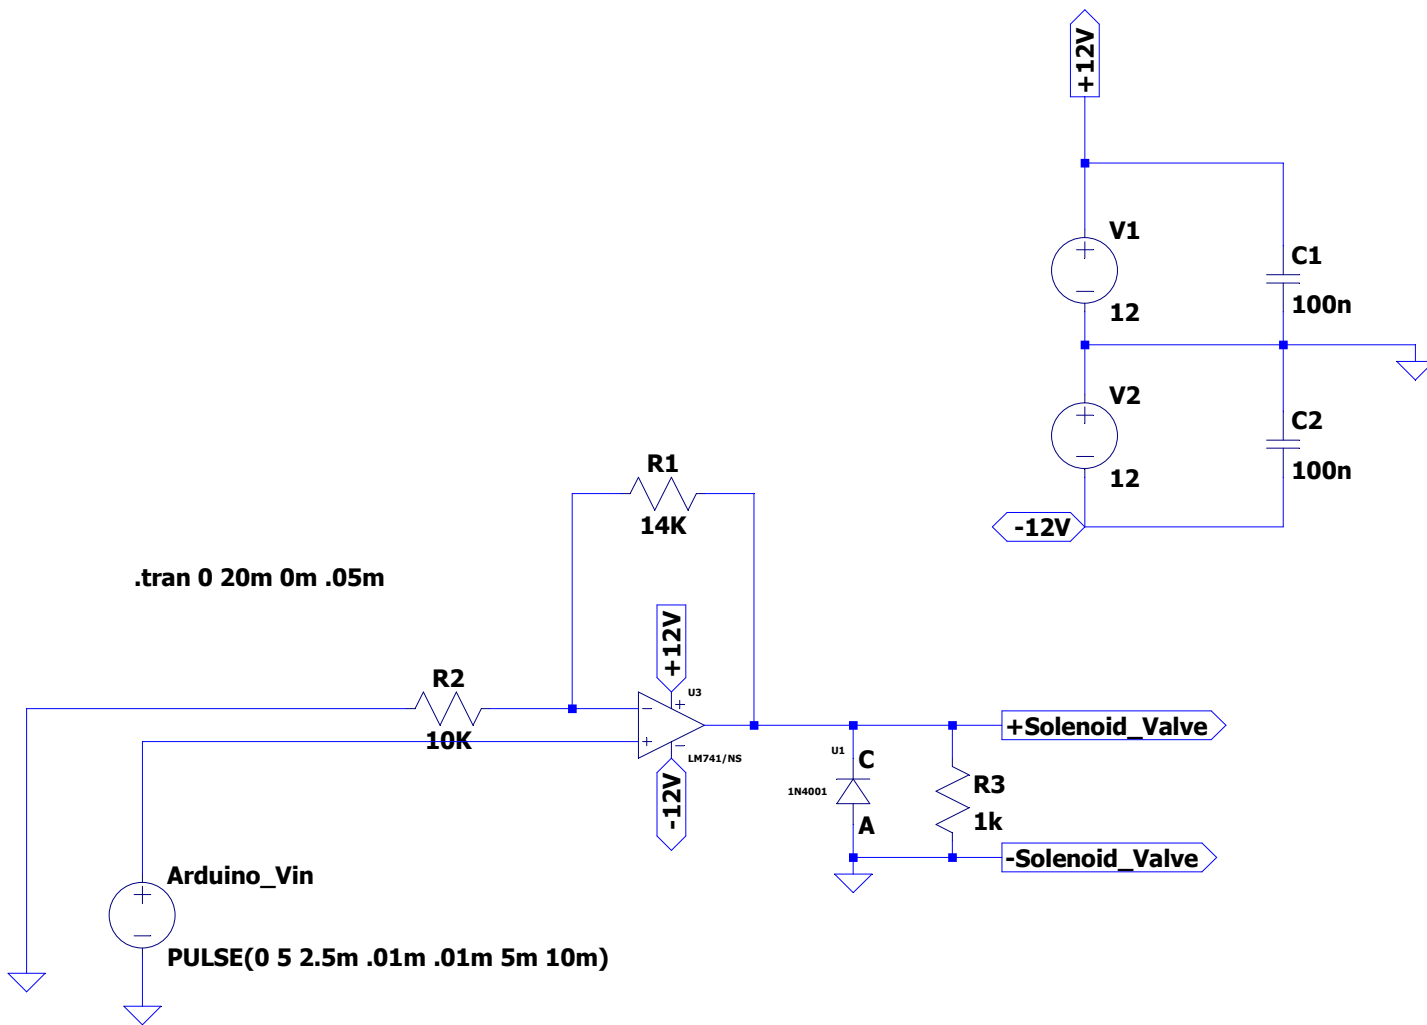 +12V
V1
12
C1
100n
V2
12
C2
100n
-12V
R1
14K
.tran 0 20m 0m .05m
+12V
R2
10K
-
+
U3
+
-
LM741/NS
-12V
+Solenoid_Valve
U1
C
1N4001
A
R3
1k
-Solenoid_Valve
Arduino_Vin
PULSE(0 5 2.5m .01m .01m 5m 10m)